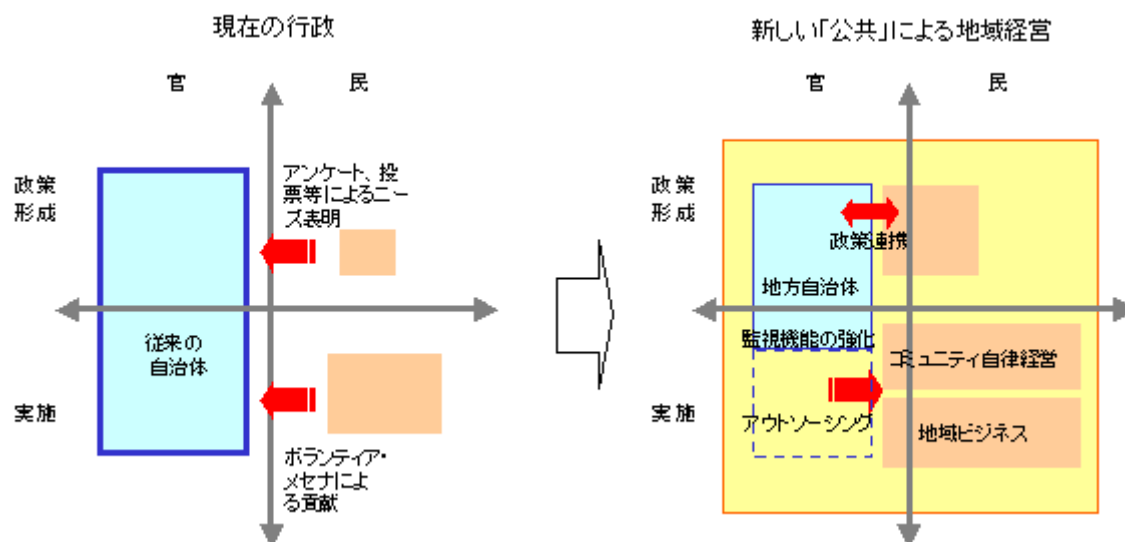 現在の行政
官
民
政策
形成
アンケート、投
票等によるニー
ズ表明
従来の
自治体
実施
ボランティア・
メセナによ
る貢献
新しい「公共」による地域経営
官
民
政策
形成
政策連携
地方自治体
監視機能の強化
コミュニティ自律経営
実施
アウトソーシング
地域ビジネス